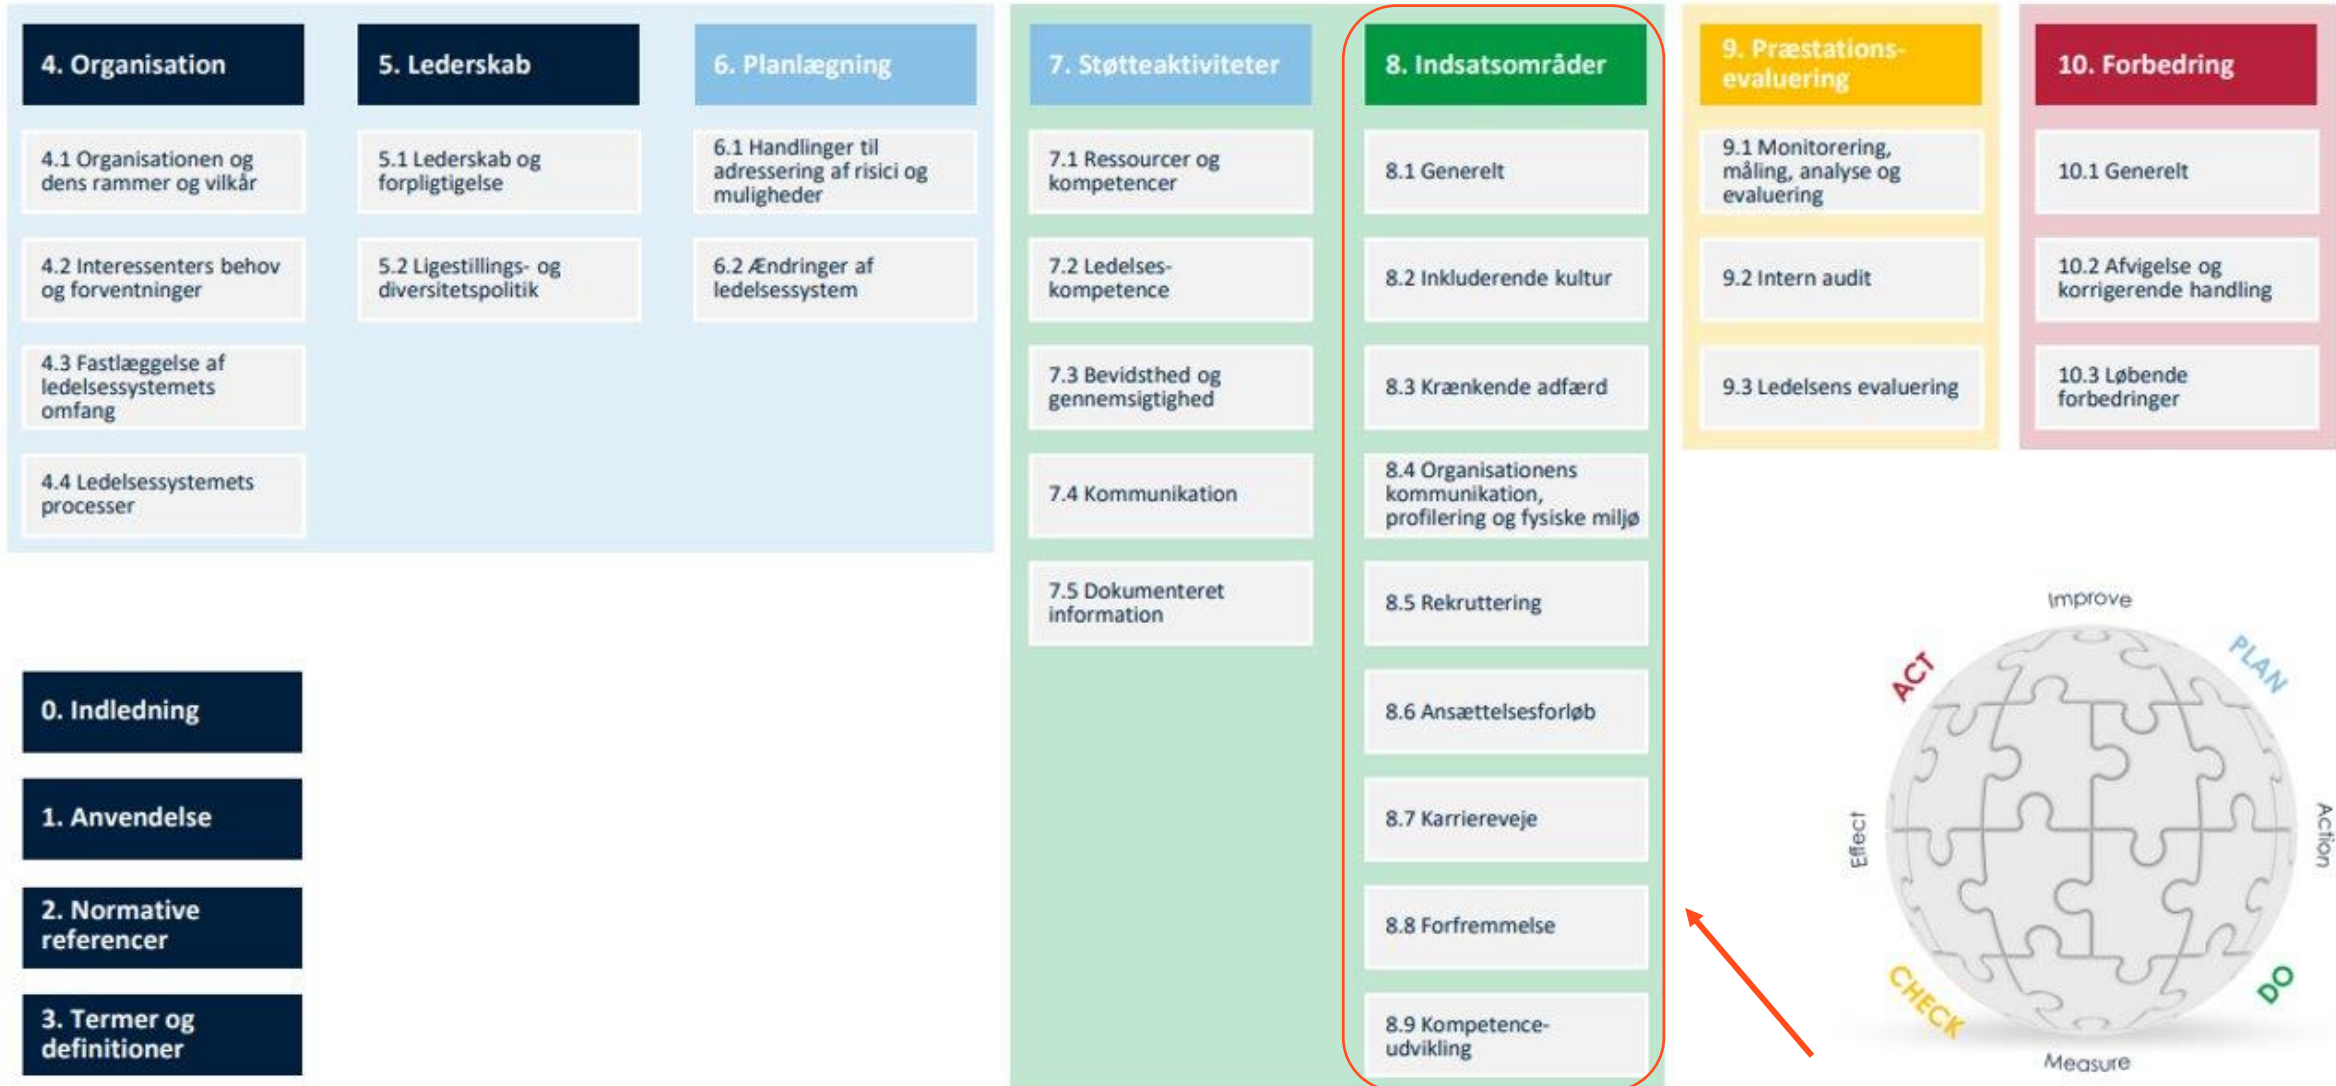 4. Organisation
4.1 Organisationen og
dens rammer og vilkår
4.2 Interessenters behov
og forventninger
4.3 Fastlæggelse af
ledelsessystemets
omfang
4.4 Ledelsessystemets
processer
5. Lederskab
5.1 Lederskab og
forpligtigelse
5.2 Ligestillings- og
diversitetspolitik
6. Planlægning
6.1 Handlinger til
adressering af risici og
muligheder
6.2 Ændringer af
ledelsessystem
7. Støtteaktiviteter
7.1 Ressourcer og
kompetencer
7.2 Ledelses-
kompetence
7.3 Bevidsthed og
gennemsigtighed
7.4 Kommunikation
7.5 Dokumenteret
information
8. Indsatsområder
8.1 Generelt
8.2 Inkluderende kultur
8.3 Krænkende adfærd
8.4 Organisationens
kommunikation,
profilering og fysiske miljø
8.5 Rekruttering
8.6 Ansættelsesforløb
8.7 Karriereveje
8.8 Forfremmelse
8.9 Kompetence-
udvikling
9. Præstations-
evaluering
9.1 Monitorering,
måling, analyse og
evaluering
9.2 Intern audit
9.3 Ledelsens evaluering
10. Forbedring
10.1 Generelt
10.2 Afvigelse og
korrigerende handling
10.3 Løbende
forbedringer
0. Indledning
1. Anvendelse
2. Normative
referencer
3. Termer og
definitioner
Improve
PLAN
Action
DO
Measure
CHECK
Effect
ACT